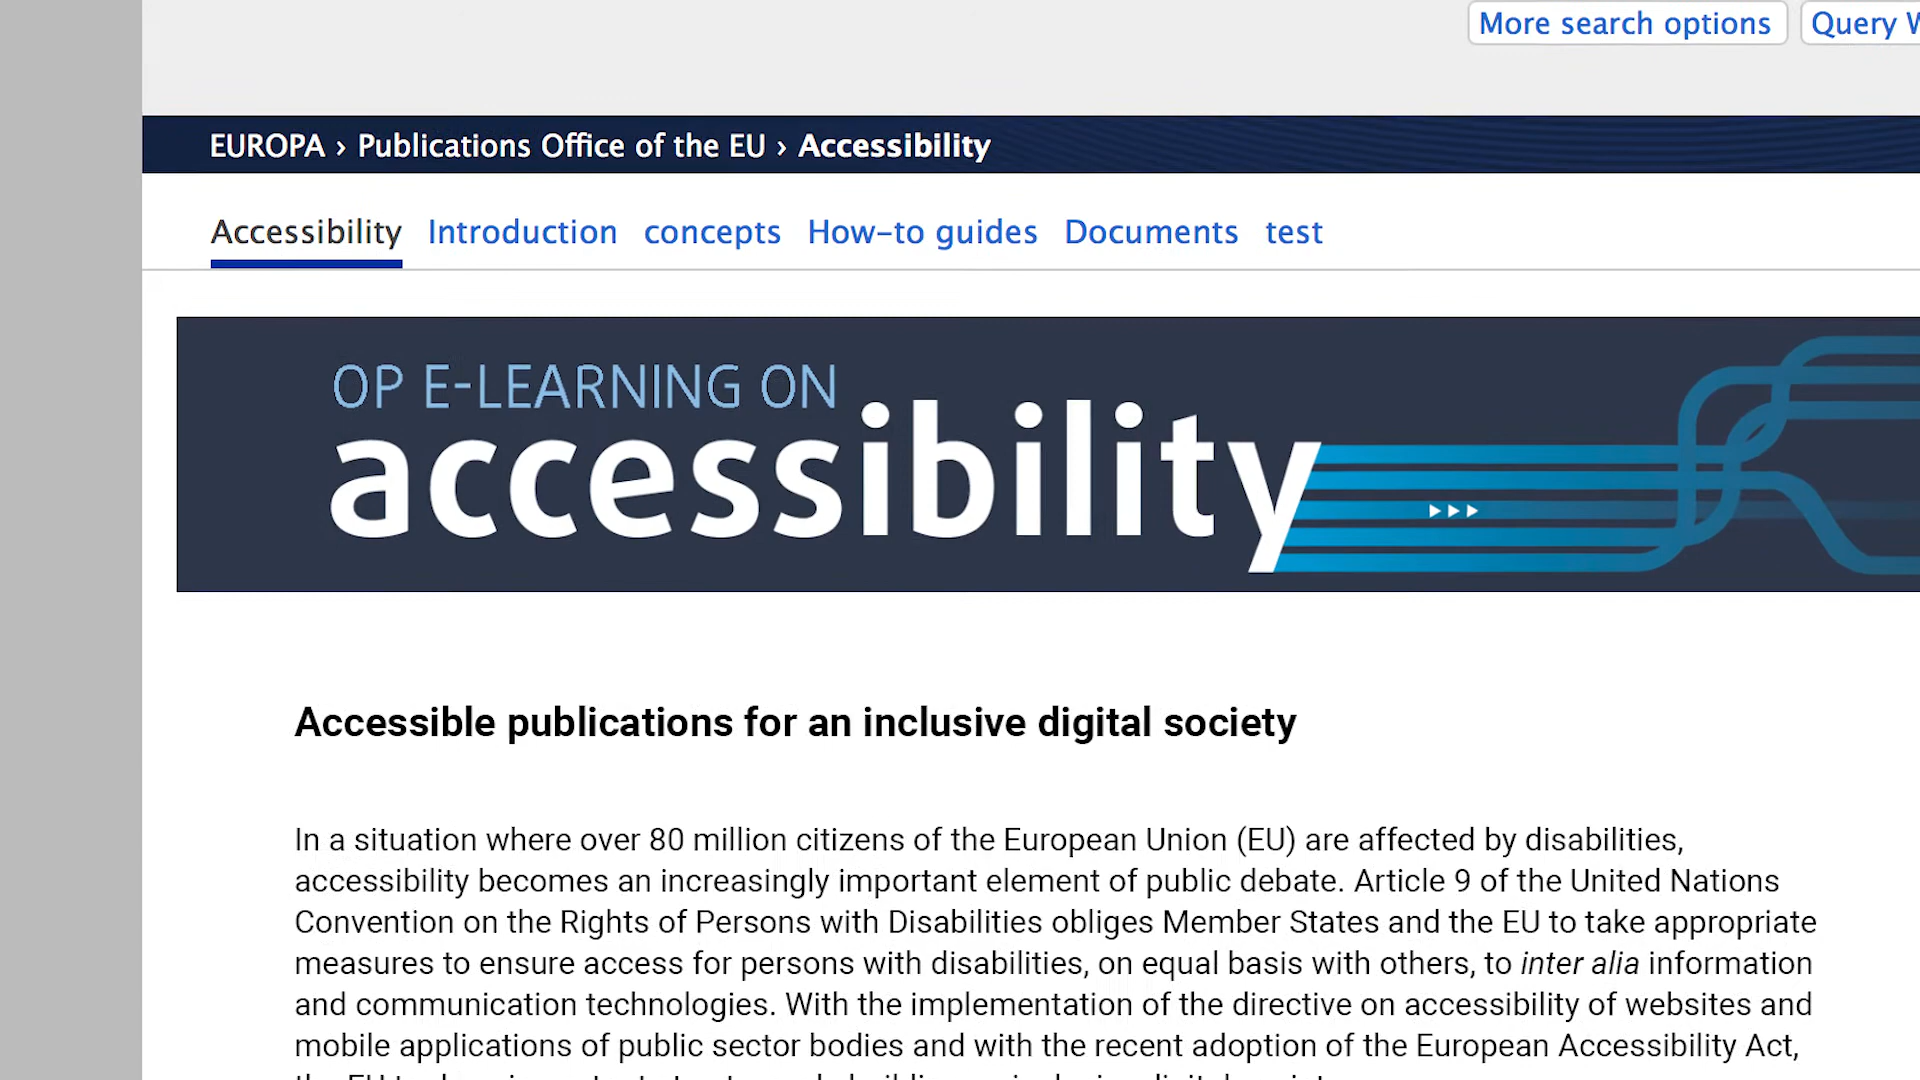 More search options Query
EUROPA › Publications Office of the EU › Accessibility
Accessibility Introduction concepts How-to guides Documents test
OP E-LEARNING ON
accessibility
Accessible publications for an inclusive digital society
In a situation where over 80 million citizens of the European Union (EU) are affected by disabilities,
accessibility becomes an increasingly important element of public debate. Article 9 of the United Nations
Convention on the Rights of Persons with Disabilities obliges Member States and the EU to take appropriate
measures to ensure access for persons with disabilities, on equal basis with others, to inter alia information
and communication technologies. With the implementation of the directive on accessibility of websites and
mobile applications of public sector bodies and with the recent adoption of the European Accessibility Act,